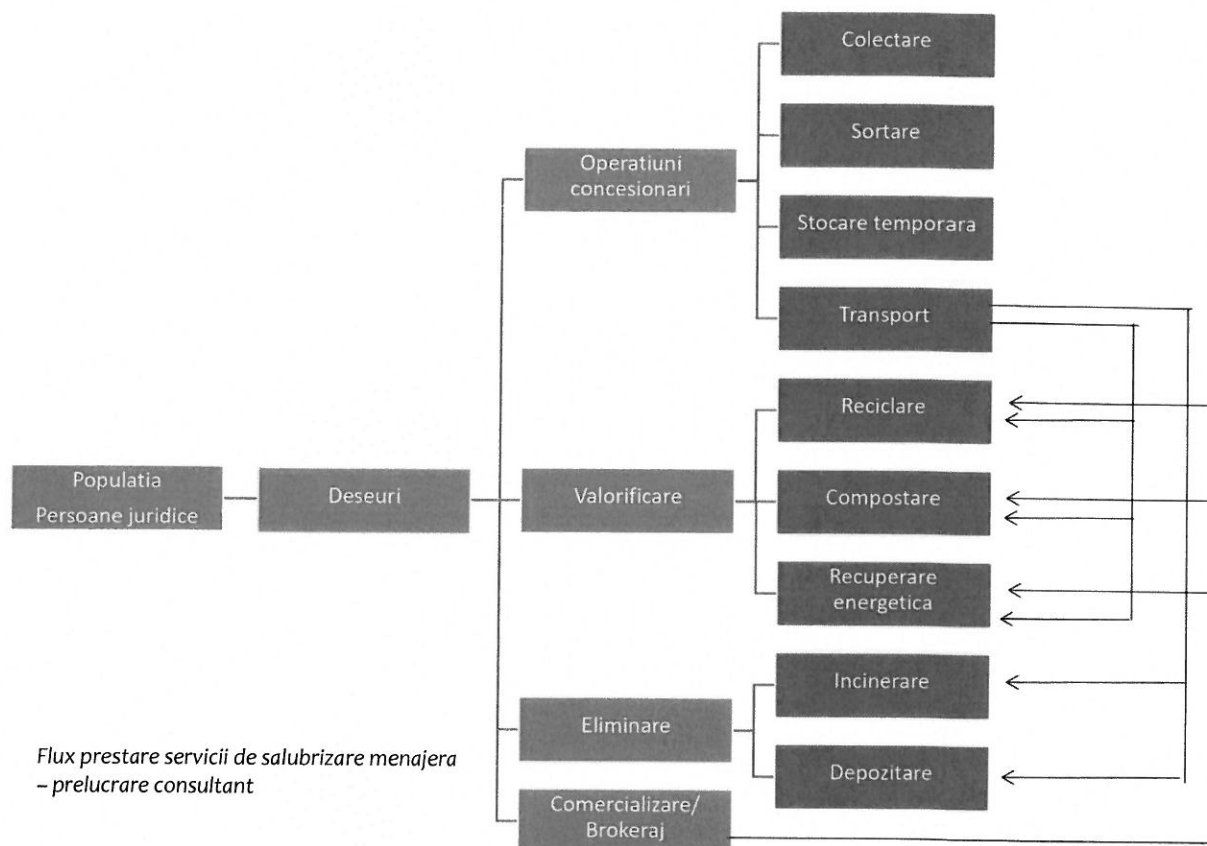 Colectare
Sortare
Operatiuni
concesionari
Stocare temporara
Transport
Reciclare
Populatia
Persoane juridice
Deseuri
Valorificare
Compostare
Recuperare
energetica
Incinerare
Eliminare
Depozitare
Flux prestare servicii de salubrizare menajera
– prelucrare consultant
Comercializare/
Brokeraj